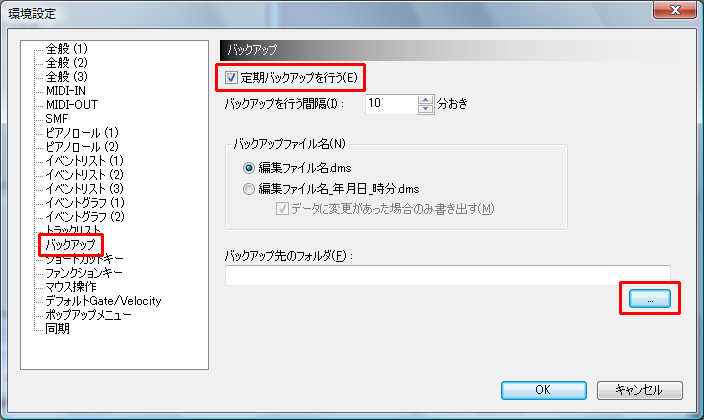 環境設定
全般 (1)
全般 (2)
全般 (3)
MIDI-IN
MIDI-OUT
SMF
ピアノロール (1)
ピアノロール (2)
イベントリスト (1)
イベントリスト (2)
イベントリスト (3)
イベントグラフ (1)
イベントグラフ (2)
トラックリスト
バックアップ
ショートカットキー
ファンクションキー
マウス操作
デフォルトGate/Velocity
ポップアップメニュー
同期
バックアップ
定期バックアップを行う(E)
バックアップを行う間隔(I)： 10 分おき
バックアップファイル名(N)
編集ファイル名.dms
編集ファイル名_年月日_時分.dms
データに変更があった場合のみ書き出す(M)
バックアップ先のフォルダ(F)：
...
OK キャンセル